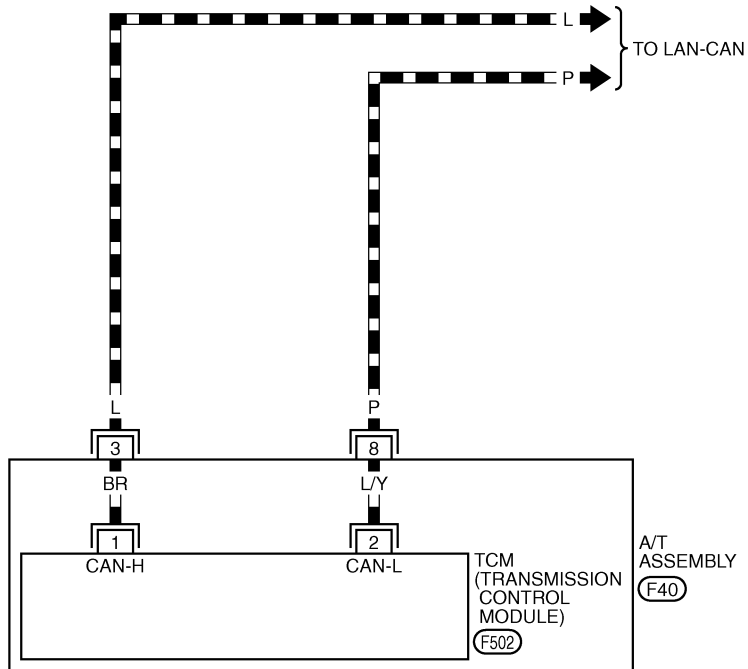 L
TO LAN-CAN
P
L
P
3
8
BR
L/Y
1
2
CAN-H
CAN-L
TCM
(TRANSMISSION
CONTROL
MODULE)
F502
A/T
ASSEMBLY
F40